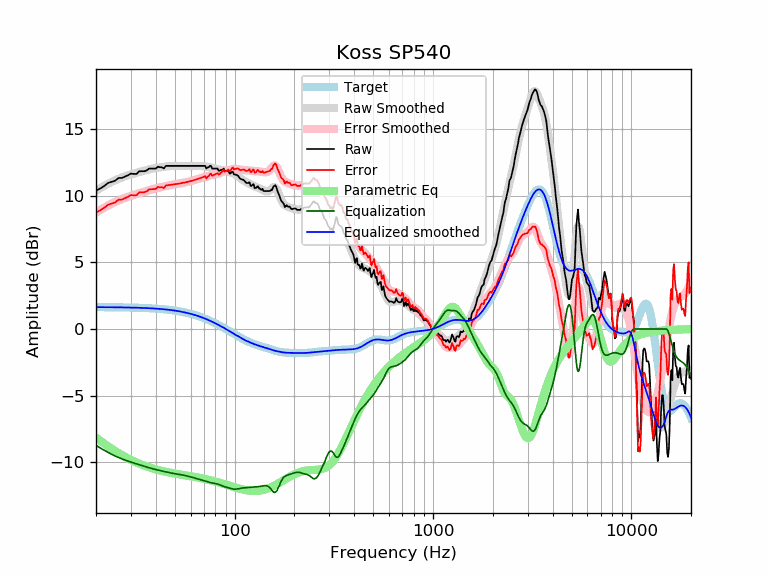 Koss SP540
Target
Raw Smoothed
Error Smoothed
Raw
Error
Parametric Eq
Equalization
Equalized smoothed
15
10
5
0
−5
−10
Amplitude (dBr)
100
1000
10000
Frequency (Hz)